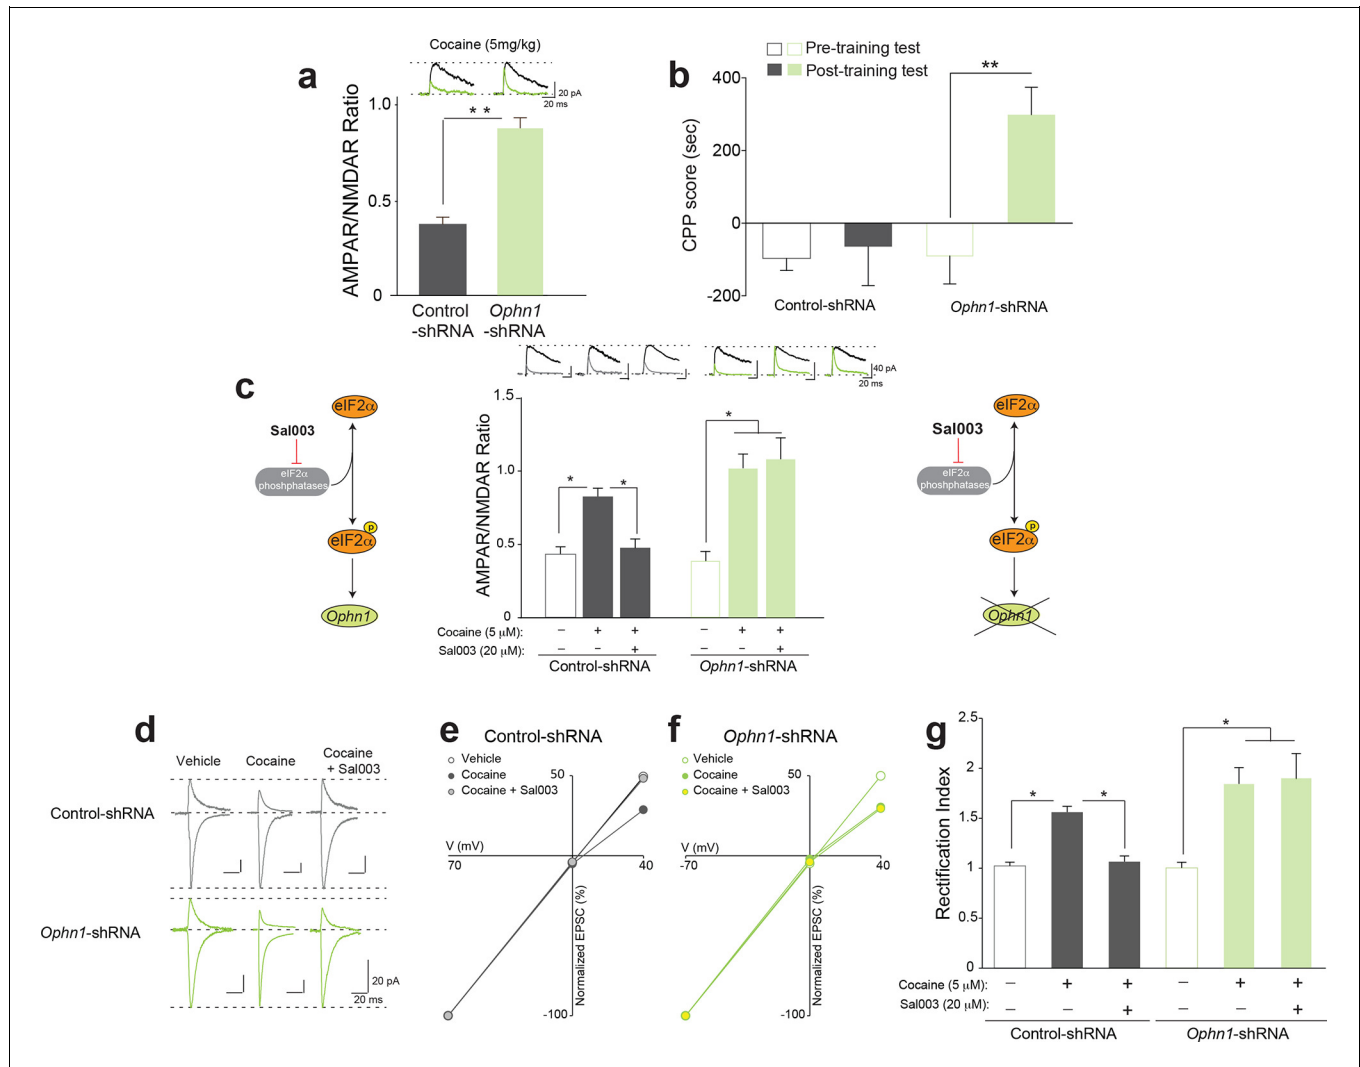 a
Cocaine (5mg/kg)
20 pA
20 ms
AMPAR/NMDAR Ratio
1.0
0.5
0
* *
Control
-shRNA
Ophn1
-shRNA
b
Pre-training test
Post-training test
CPP score (sec)
400
200
0
-200
**
Control-shRNA
Ophn1-shRNA
c
eIF2α
Sal003
eIF2α
phoshphatases
p
eIF2α
Ophn1
40 pA
20 ms
AMPAR/NMDAR Ratio
1.5
1.0
0.5
0
* * *
Cocaine (5 µM): – + + – + +
Sal003 (20 µM): – – + – – +
Control-shRNA Ophn1-shRNA
eIF2α
Sal003
eIF2α
phoshphatases
p
eIF2α
Ophn1
d
Vehicle Cocaine Cocaine
+ Sal003
Control-shRNA
Ophn1-shRNA
20 pA
20 ms
e
Control-shRNA
Vehicle
Cocaine
Cocaine + Sal003
50
V (mV)
70 40
Normalized EPSC (%)
-100
f
Ophn1-shRNA
Vehicle
Cocaine
Cocaine + Sal003
50
V (mV)
-70 40
Normalized EPSC (%)
-100
g
Rectification Index
2.5
2
1.5
1
0.5
0
* * *
Cocaine (5 µM): – + + – + +
Sal003 (20 µM): – – + – – +
Control-shRNA Ophn1-shRNA